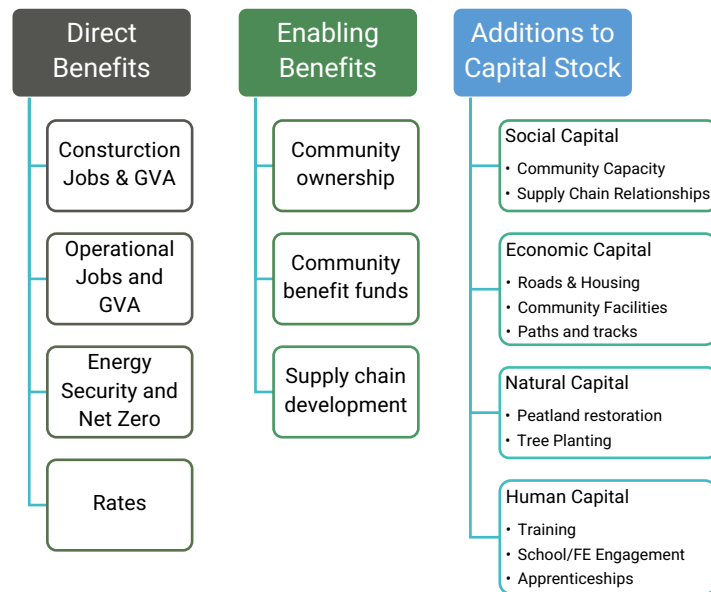 Direct
Benefits
Consturction
Jobs & GVA
Operational
Jobs and
GVA
Energy
Security and
Net Zero
Rates
Enabling
Benefits
Community
ownership
Community
benefit funds
Supply chain
development
Additions to
Capital Stock
Social Capital
• Community Capacity
• Supply Chain Relationships
Economic Capital
• Roads & Housing
• Community Facilities
• Paths and tracks
Natural Capital
• Peatland restoration
• Tree Planting
Human Capital
• Training
• School/FE Engagement
• Apprenticeships